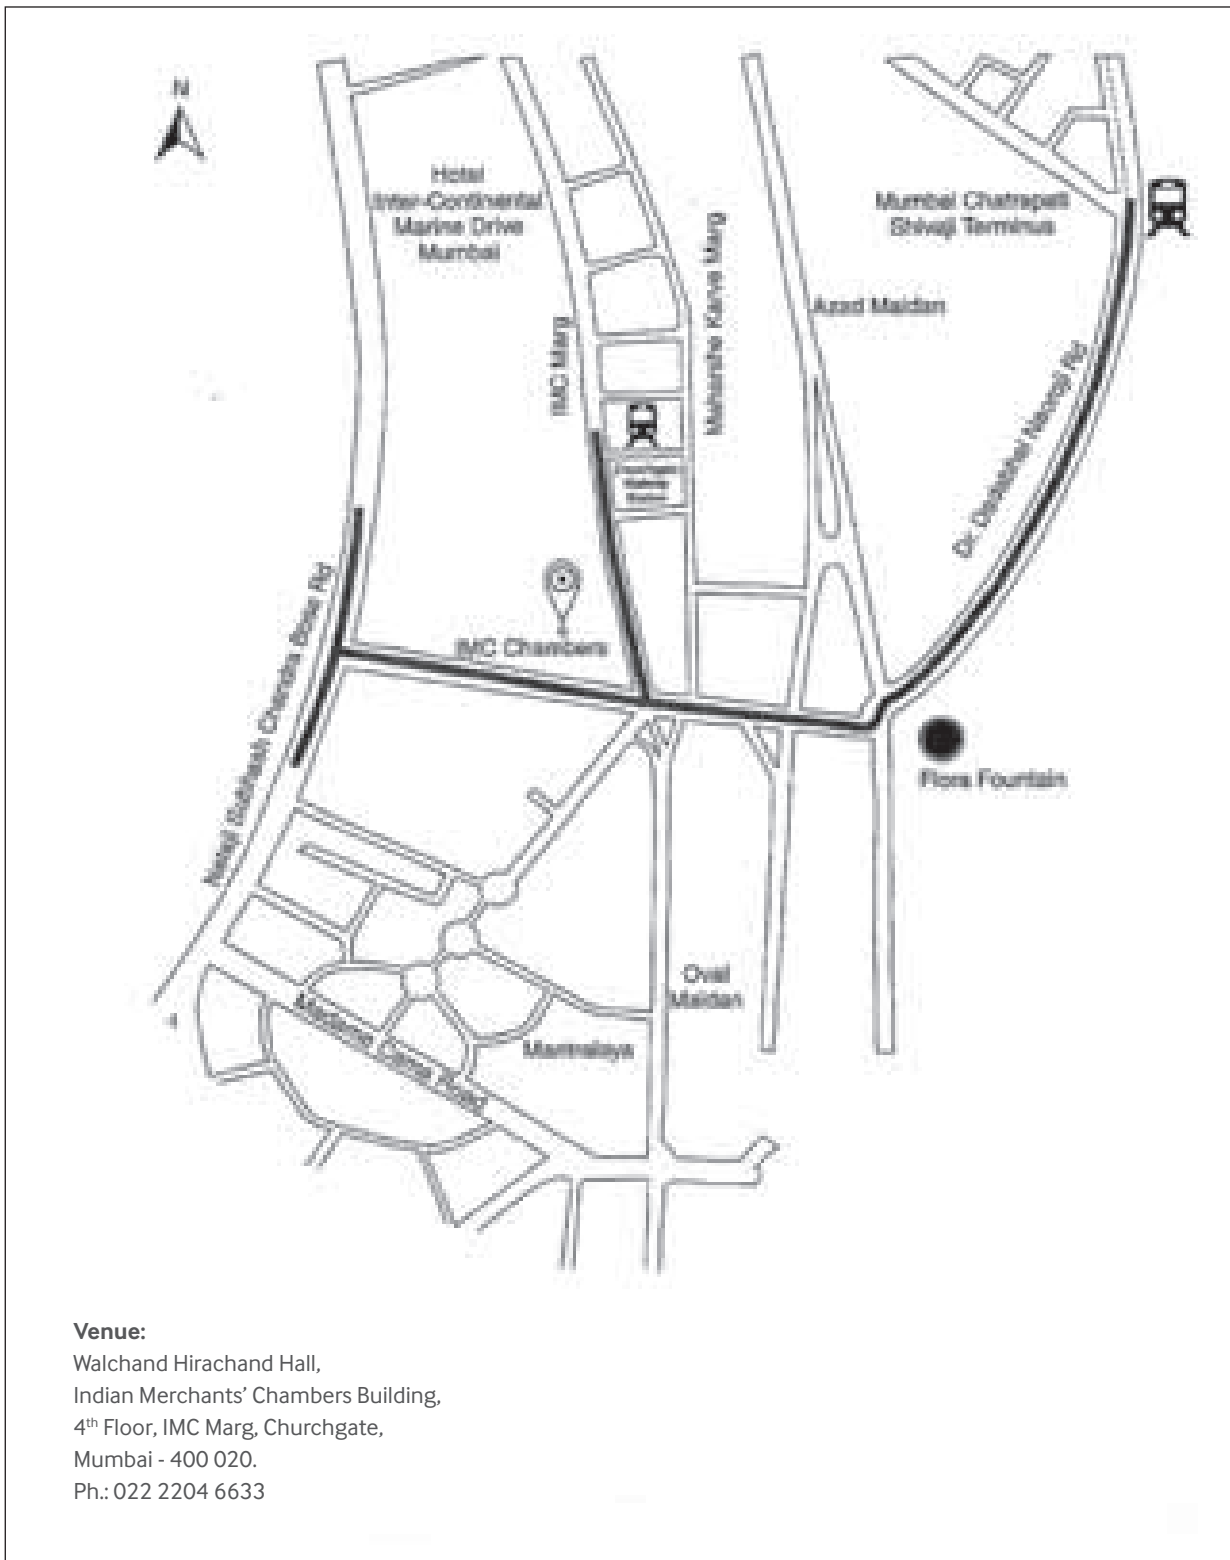 N
Hotel
Inter-Continental
Marine Drive
Mumbai
Mumbai Chatrapati
Shivaji Terminus
Azad Maidan
IMC Marg
Maharshe Karve Marg
Dr. Dadabhai Naoroji Rd
IMC Chambers
Netaji Subhash Chandra Bose Rd
Flora Fountain
Oval
Maidan
Mantralaya
Madame Cama Road
Venue:
Walchand Hirachand Hall,
Indian Merchants’ Chambers Building,
4th Floor, IMC Marg, Churchgate,
Mumbai - 400 020.
Ph.: 022 2204 6633